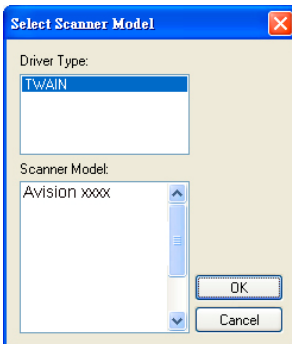 Select Scanner Model
Driver Type:
TWAIN
Scanner Model:
Avision xxxx
OK
Cancel